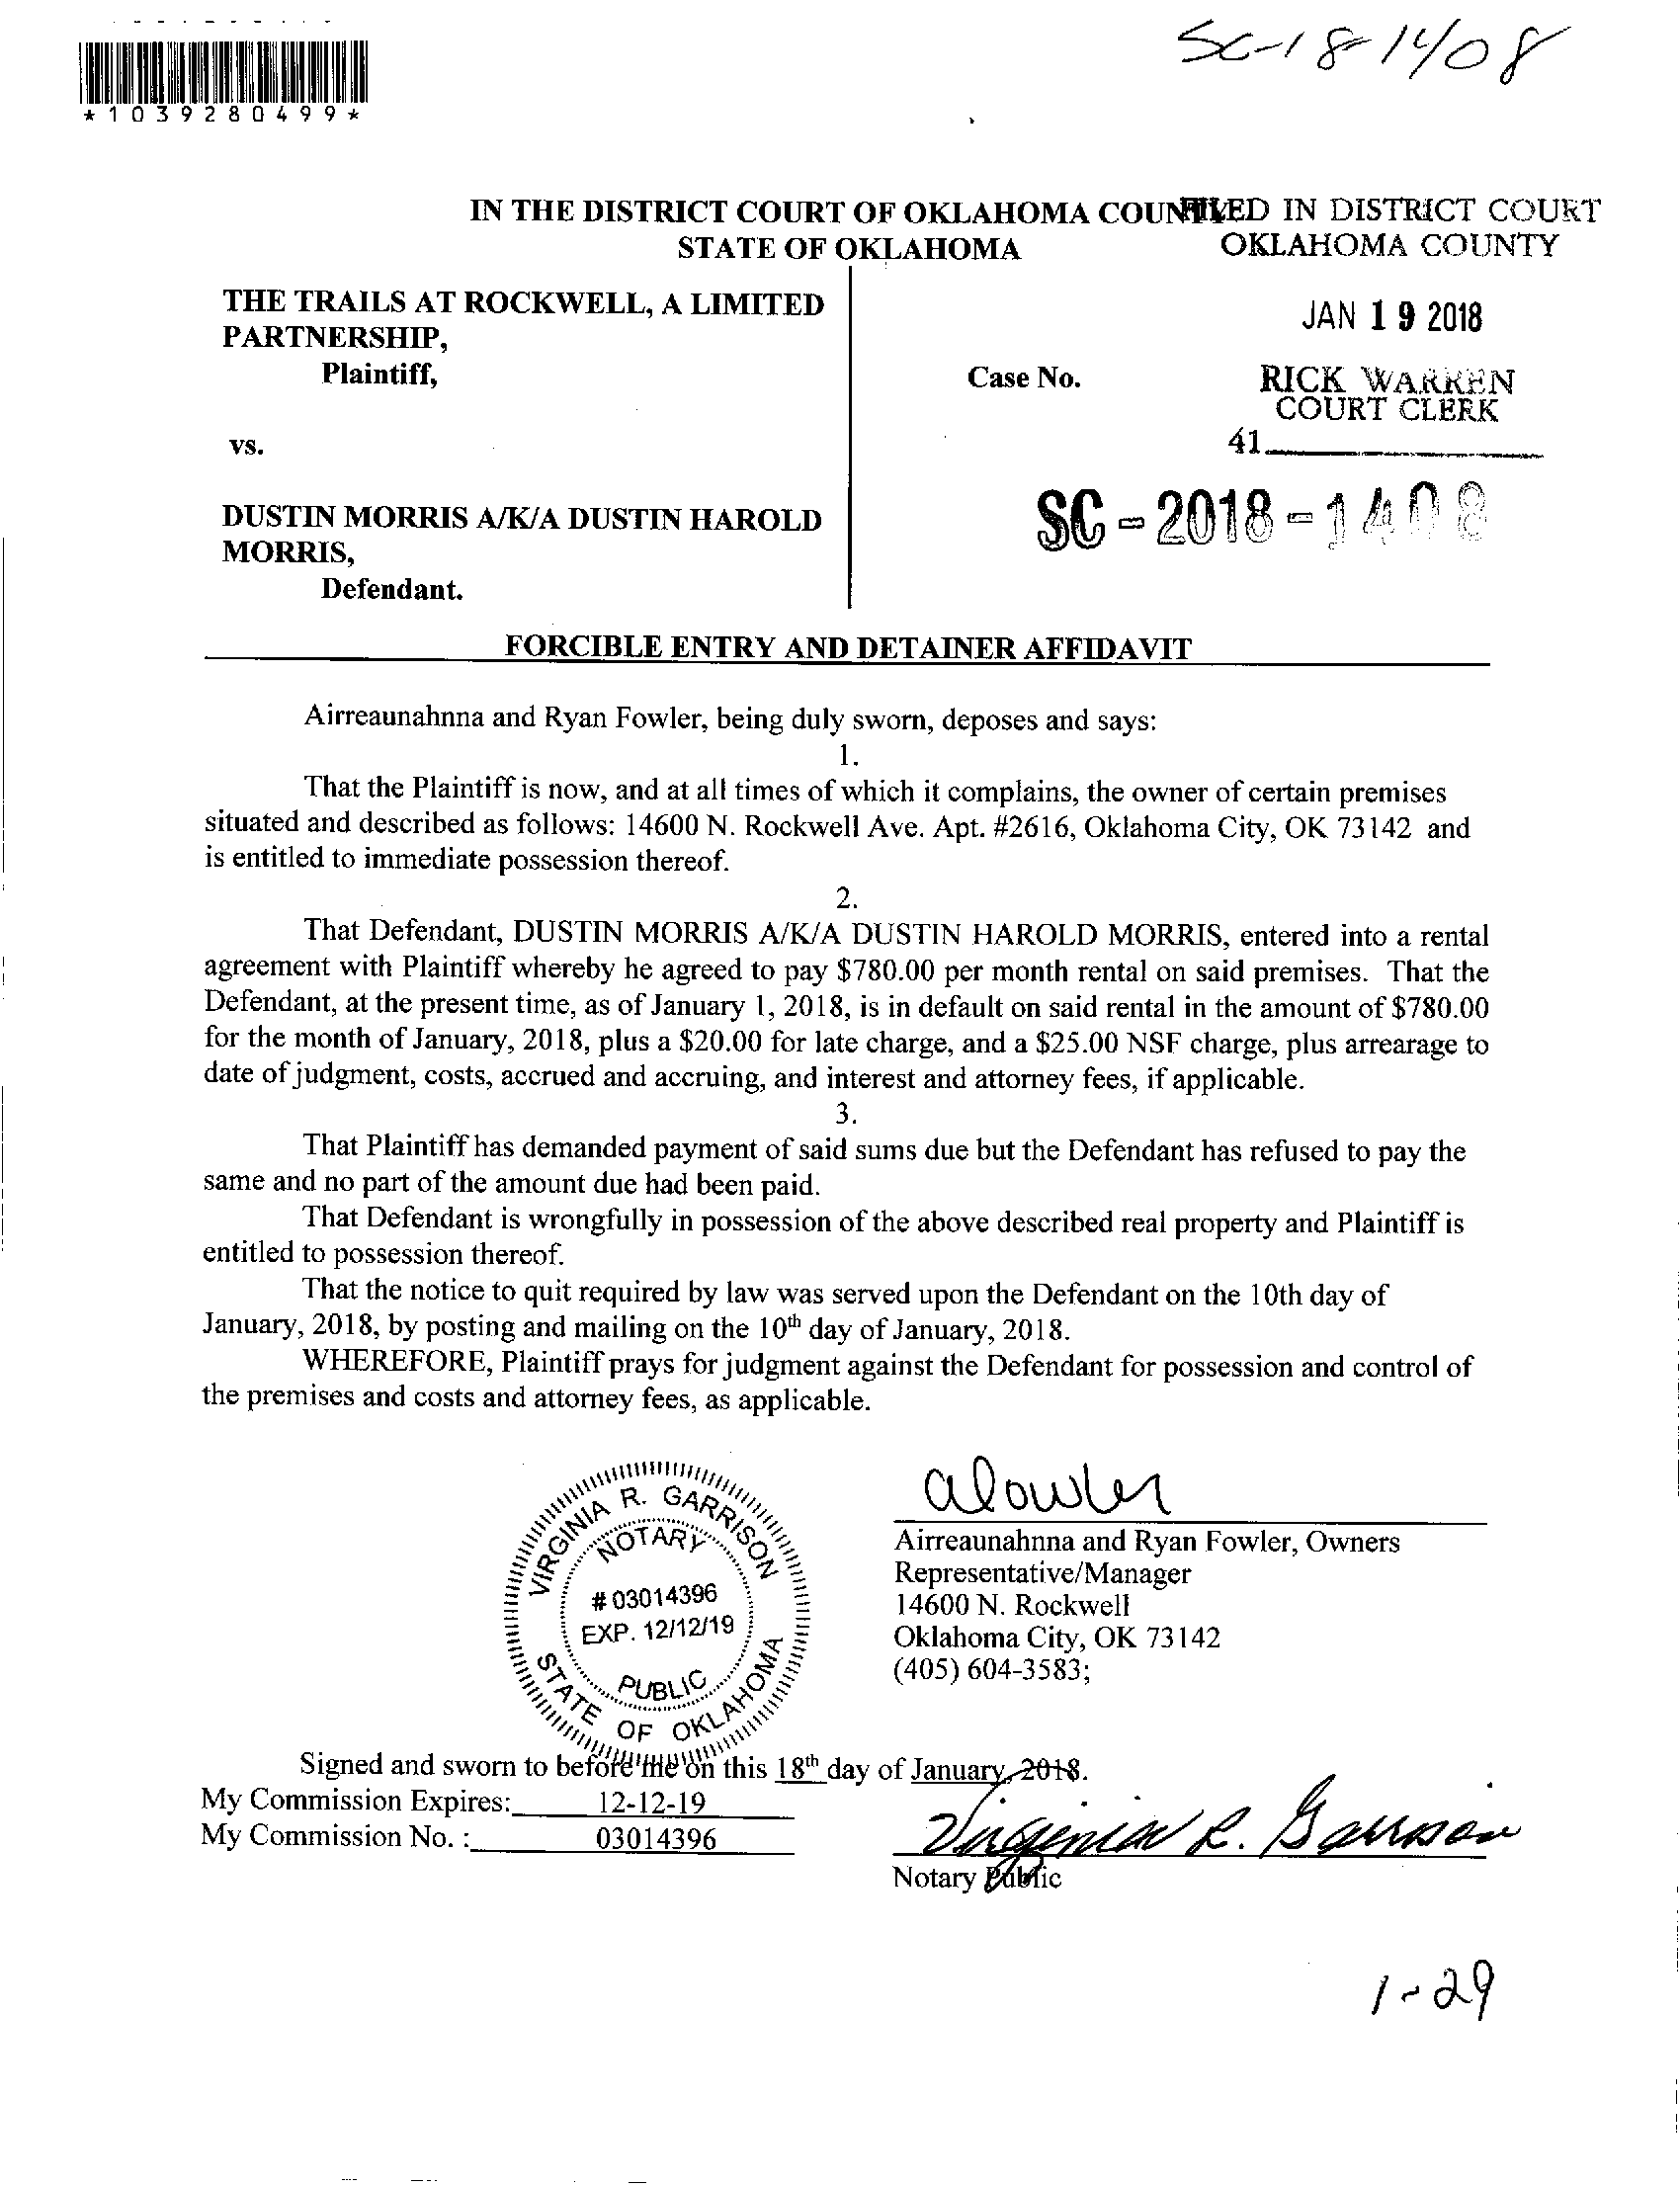 SC-18-1408
*1039280499*
IN THE DISTRICT COURT OF OKLAHOMA COUNTY
STATE OF OKLAHOMA
FILED IN DISTRICT COURT
OKLAHOMA COUNTY
JAN 19 2018
RICK WARREN
COURT CLERK
41
THE TRAILS AT ROCKWELL, A LIMITED
PARTNERSHIP,
Plaintiff,
Case No.
vs.
SC - 2018 - 1408
DUSTIN MORRIS A/K/A DUSTIN HAROLD
MORRIS,
Defendant.
FORCIBLE ENTRY AND DETAINER AFFIDAVIT
Airreaunahnna and Ryan Fowler, being duly sworn, deposes and says:
1.
That the Plaintiff is now, and at all times of which it complains, the owner of certain premises
situated and described as follows: 14600 N. Rockwell Ave. Apt. #2616, Oklahoma City, OK 73142 and
is entitled to immediate possession thereof.
2.
That Defendant, DUSTIN MORRIS A/K/A DUSTIN HAROLD MORRIS, entered into a rental
agreement with Plaintiff whereby he agreed to pay $780.00 per month rental on said premises. That the
Defendant, at the present time, as of January 1, 2018, is in default on said rental in the amount of $780.00
for the month of January, 2018, plus a $20.00 for late charge, and a $25.00 NSF charge, plus arrearage to
date of judgment, costs, accrued and accruing, and interest and attorney fees, if applicable.
3.
That Plaintiff has demanded payment of said sums due but the Defendant has refused to pay the
same and no part of the amount due had been paid.
That Defendant is wrongfully in possession of the above described real property and Plaintiff is
entitled to possession thereof.
That the notice to quit required by law was served upon the Defendant on the 10th day of
January, 2018, by posting and mailing on the 10th day of January, 2018.
WHEREFORE, Plaintiff prays for judgment against the Defendant for possession and control of
the premises and costs and attorney fees, as applicable.
VIRGINIA R. GARRISON
NOTARY
# 03014396
EXP. 12/12/19
PUBLIC
STATE OF OKLAHOMA
Airreaunahnna and Ryan Fowler, Owners
Representative/Manager
14600 N. Rockwell
Oklahoma City, OK 73142
(405) 604-3583;
Signed and sworn to before me on this 18th day of January, 2018.
My Commission Expires: 12-12-19
My Commission No. : 03014396
Virginia R. Garrison
Notary Public
1-29